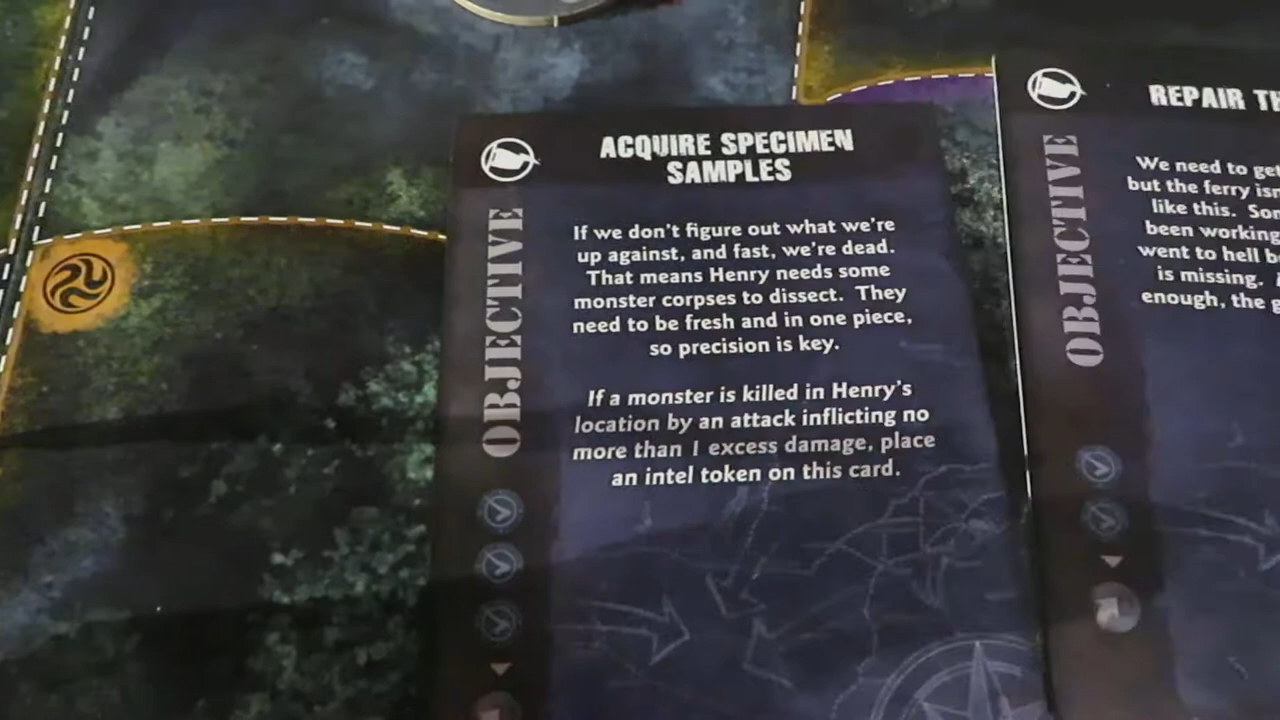 ACQUIRE SPECIMEN
SAMPLES
OBJECTIVE
If we don't figure out what we're
up against, and fast, we're dead.
That means Henry needs some
monster corpses to dissect. They
need to be fresh and in one piece,
so precision is key.
If a monster is killed in Henry's
location by an attack inflicting no
more than 1 excess damage, place
an intel token on this card.
REPAIR TH
OBJECTIVE
We need to get
but the ferry isn
like this. Som
been working
went to hell be
is missing.
enough, the g